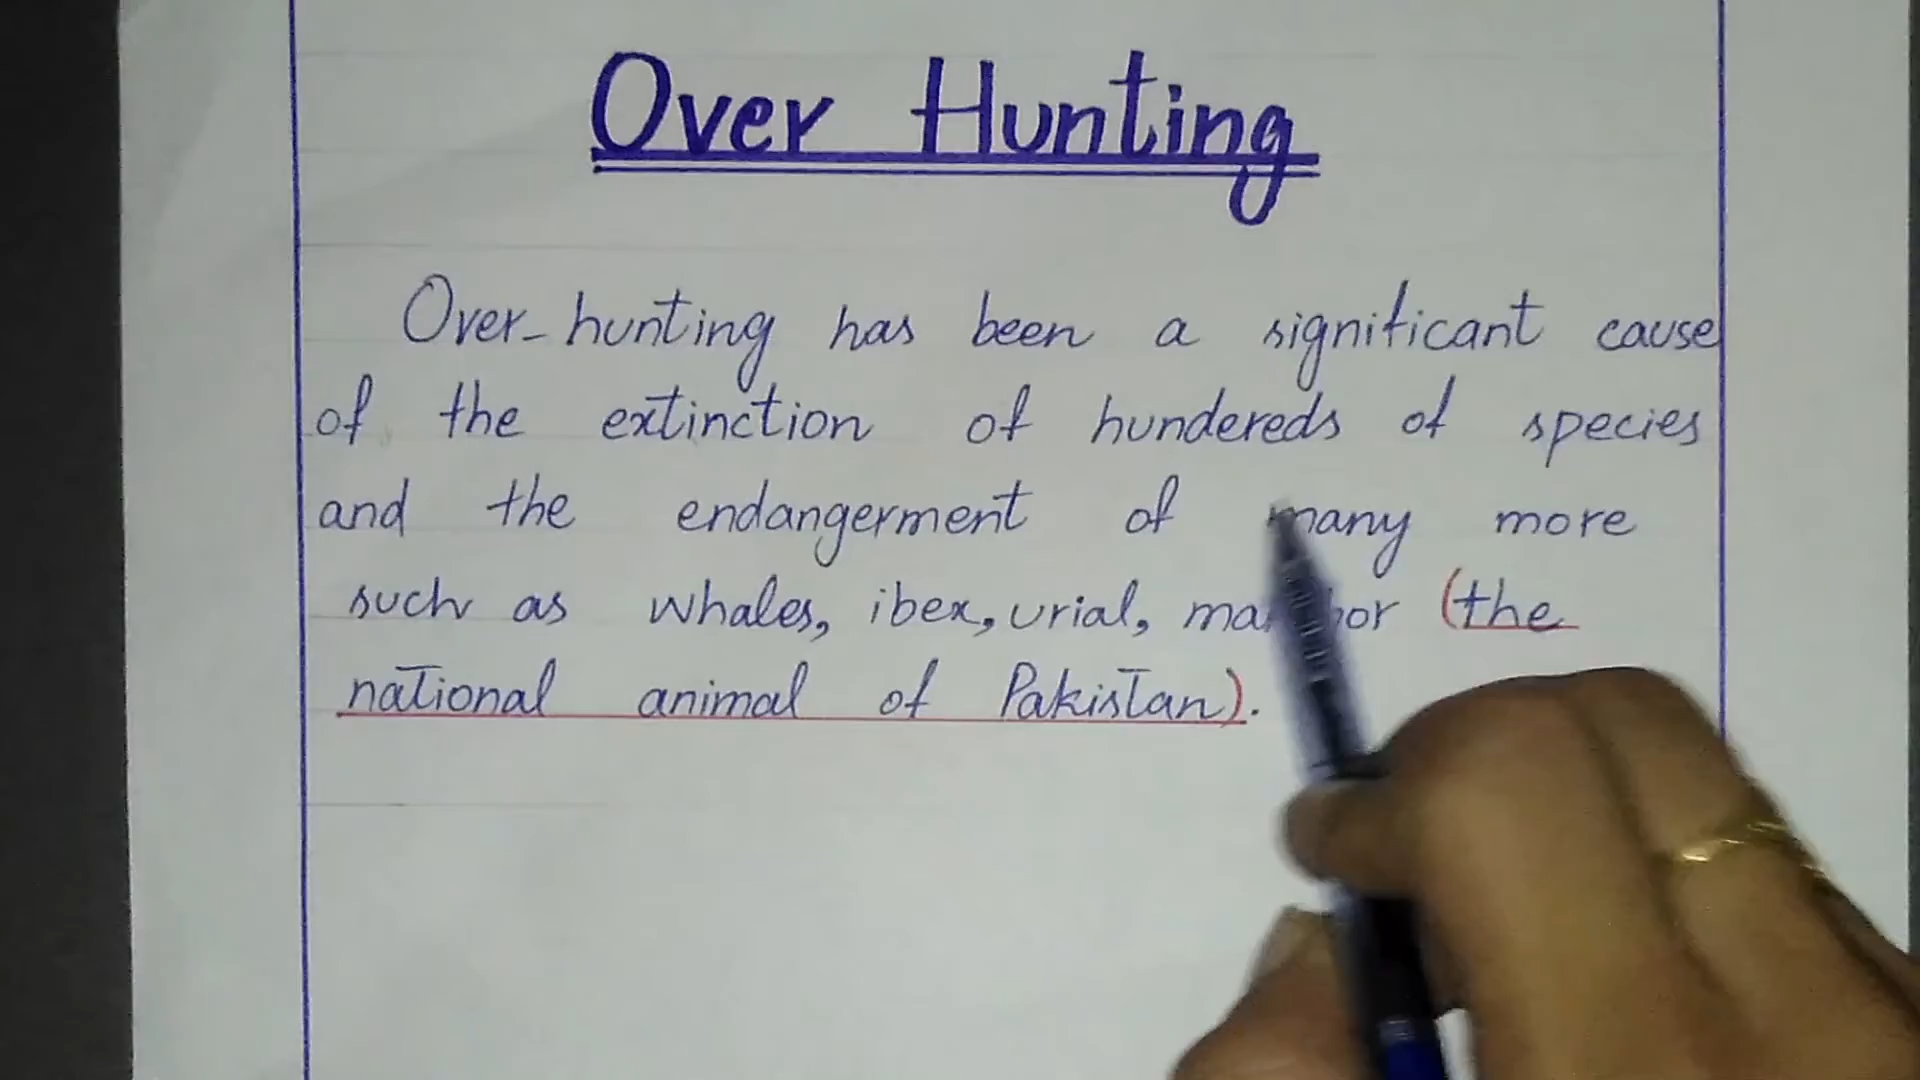 Over Hunting
Over-hunting has been a significant cause
of the extinction of hundereds of species
and the endangerment of many more
such as whales, ibex, urial, (the
national animal of Pakistan).